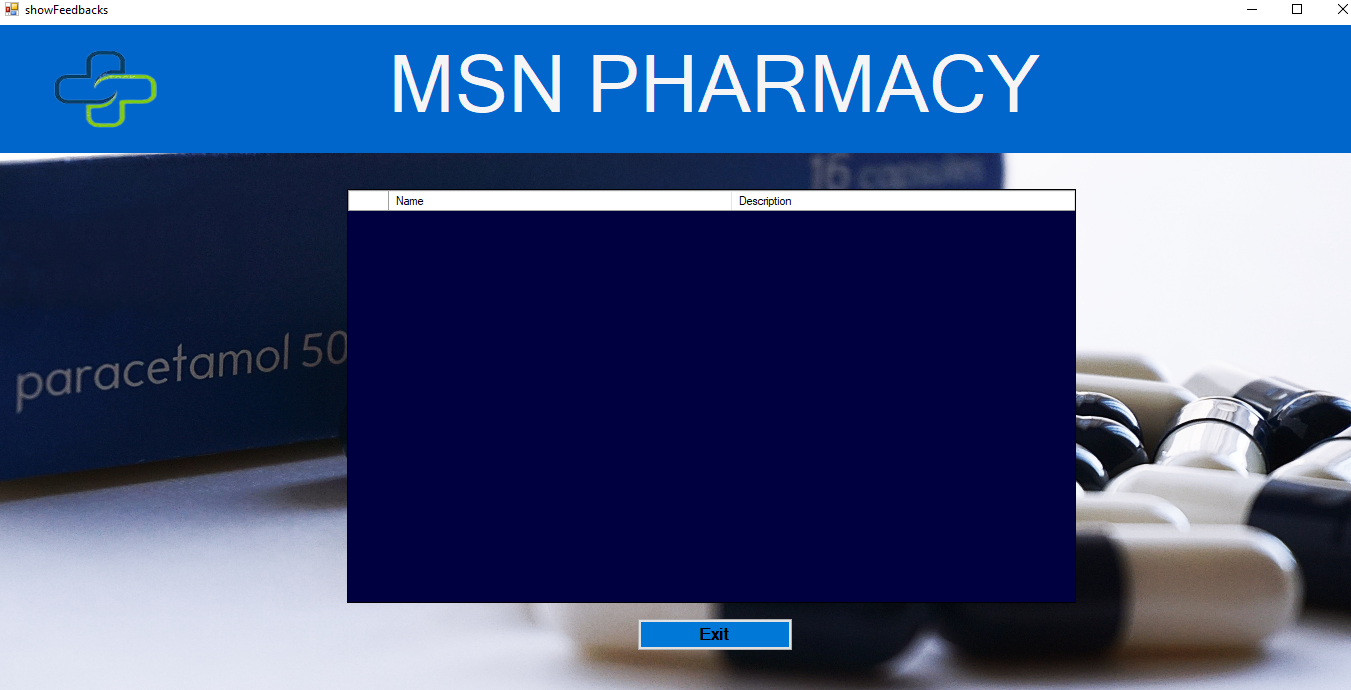 showFeedbacks
MSN PHARMACY
16 capsules
Name Description
paracetamol 50
Exit